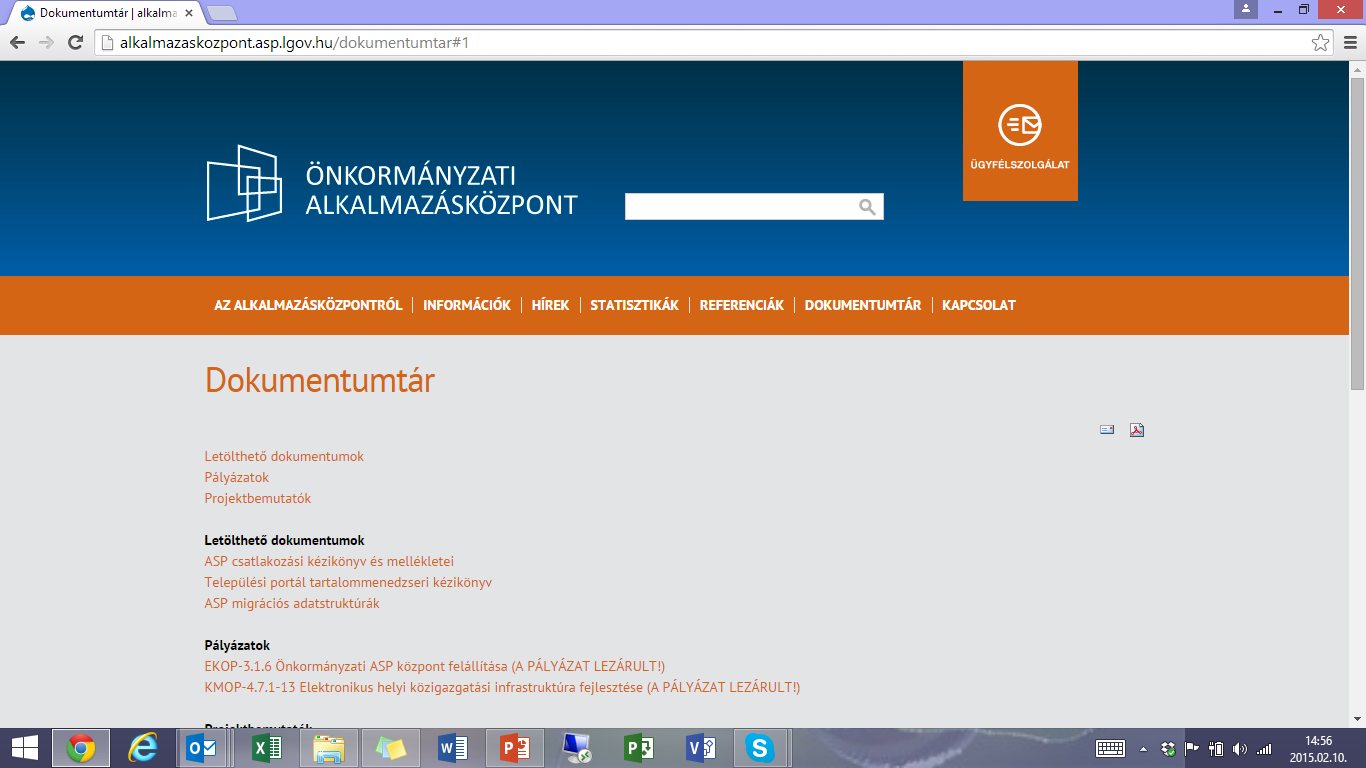 Dokumentumtár | alkalma
alkalmazaskozpont.asp.lgov.hu/dokumentumtar#1
ÜGYFÉLSZOLGÁLAT
ÖNKORMÁNYZATI
ALKALMAZÁSKÖZPONT
AZ ALKALMAZÁSKÖZPONTRÓL | INFORMÁCIÓK | HÍREK | STATISZTIKÁK | REFERENCIÁK | DOKUMENTUMTÁR | KAPCSOLAT
Dokumentumtár
Letölthető dokumentumok
Pályázatok
Projektbemutatók
Letölthető dokumentumok
ASP csatlakozási kézikönyv és mellékletei
Települési portál tartalommenedzseri kézikönyv
ASP migrációs adatstruktúrák
Pályázatok
EKOP-3.1.6 Önkormányzati ASP központ felállítása (A PÁLYÁZAT LEZÁRULT!)
KMOP-4.7.1-13 Elektronikus helyi közigazgatási infrastruktúra fejlesztése (A PÁLYÁZAT LEZÁRULT!)
Projektbemutatók
14:56
2015.02.10.